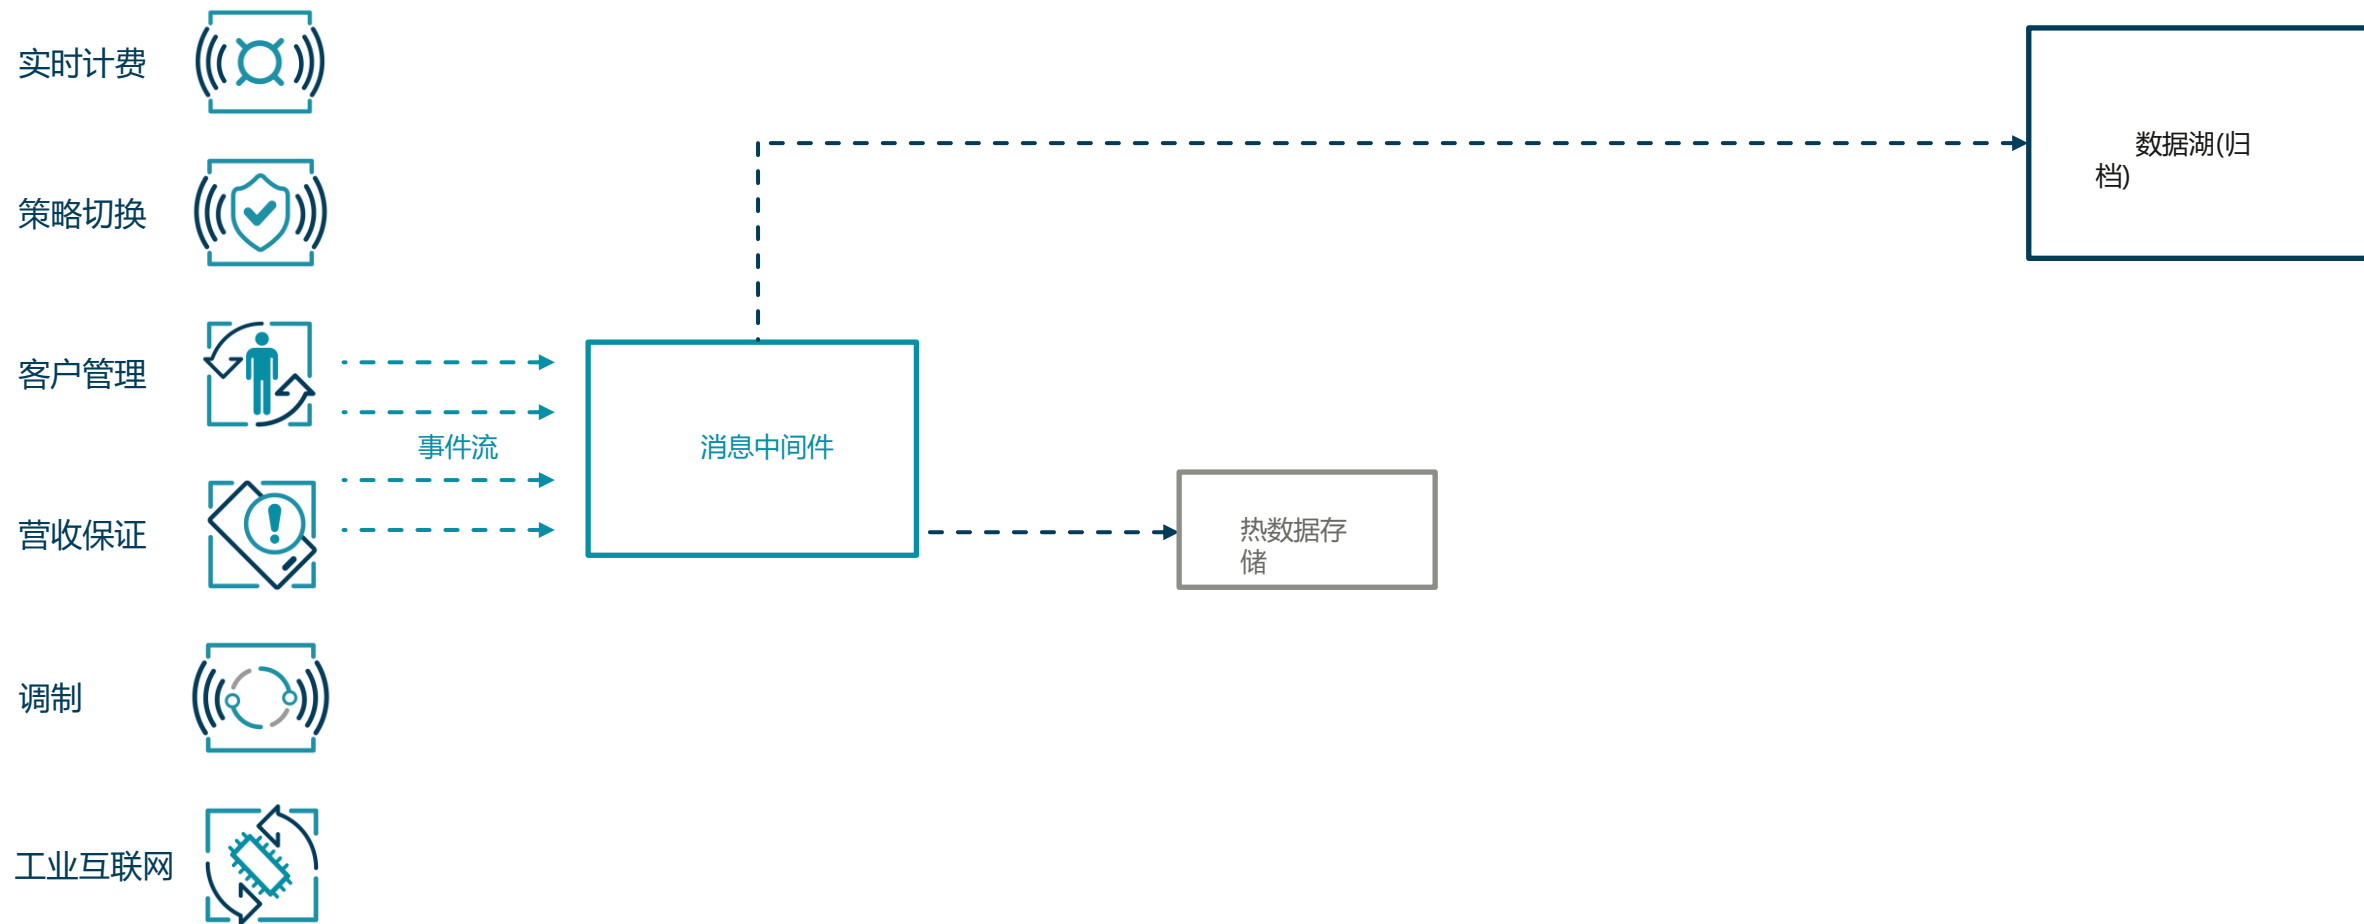 实时计费
数据湖(归
档)
策略切换
客户管理
事件流
消息中间件
营收保证
热数据存
储
调制
工业互联网